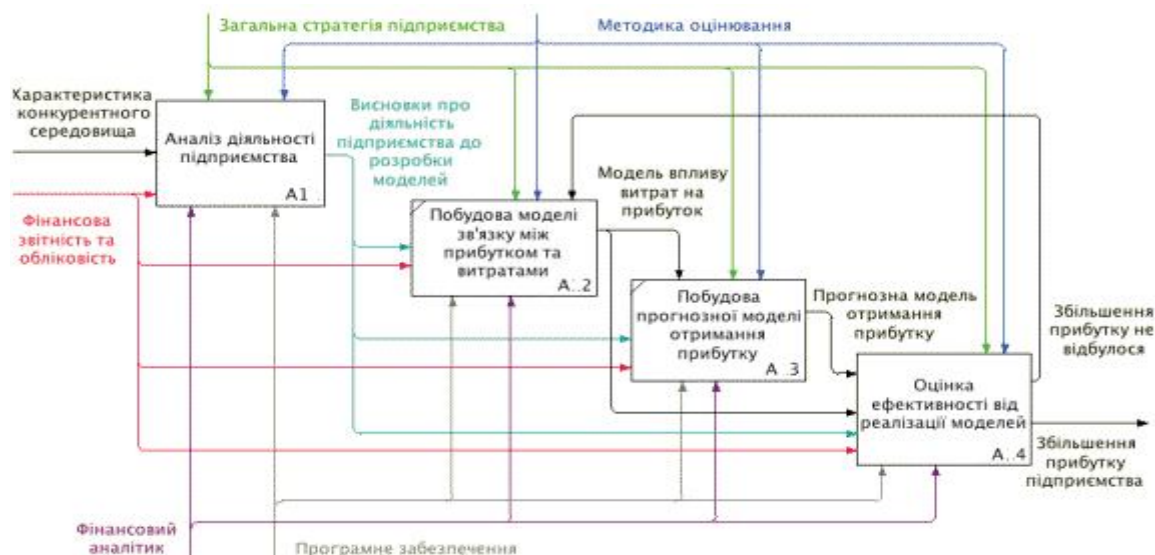 Загальна стратегія підприємства
Методика оцінювання
Характеристика
конкурентного
середовища
Аналіз діяльності
підприємства
A1
Висновки про
діяльність
підприємства до
розробки
моделей
Фінансова
звітність та
обліковість
Побудова моделі
зв'язку між
прибутком та
витратами
A..2
Модель впливу
витрат на
прибуток
Побудова
прогнозної моделі
отримання
прибутку
A..3
Прогнозна модель
отримання
прибутку
Збільшення
прибутку не
відбулося
Оцінка
ефективності від
реалізації моделей
A..4
Збільшення
прибутку
підприємства
Фінансовий
аналітик
Програмне забезпечення